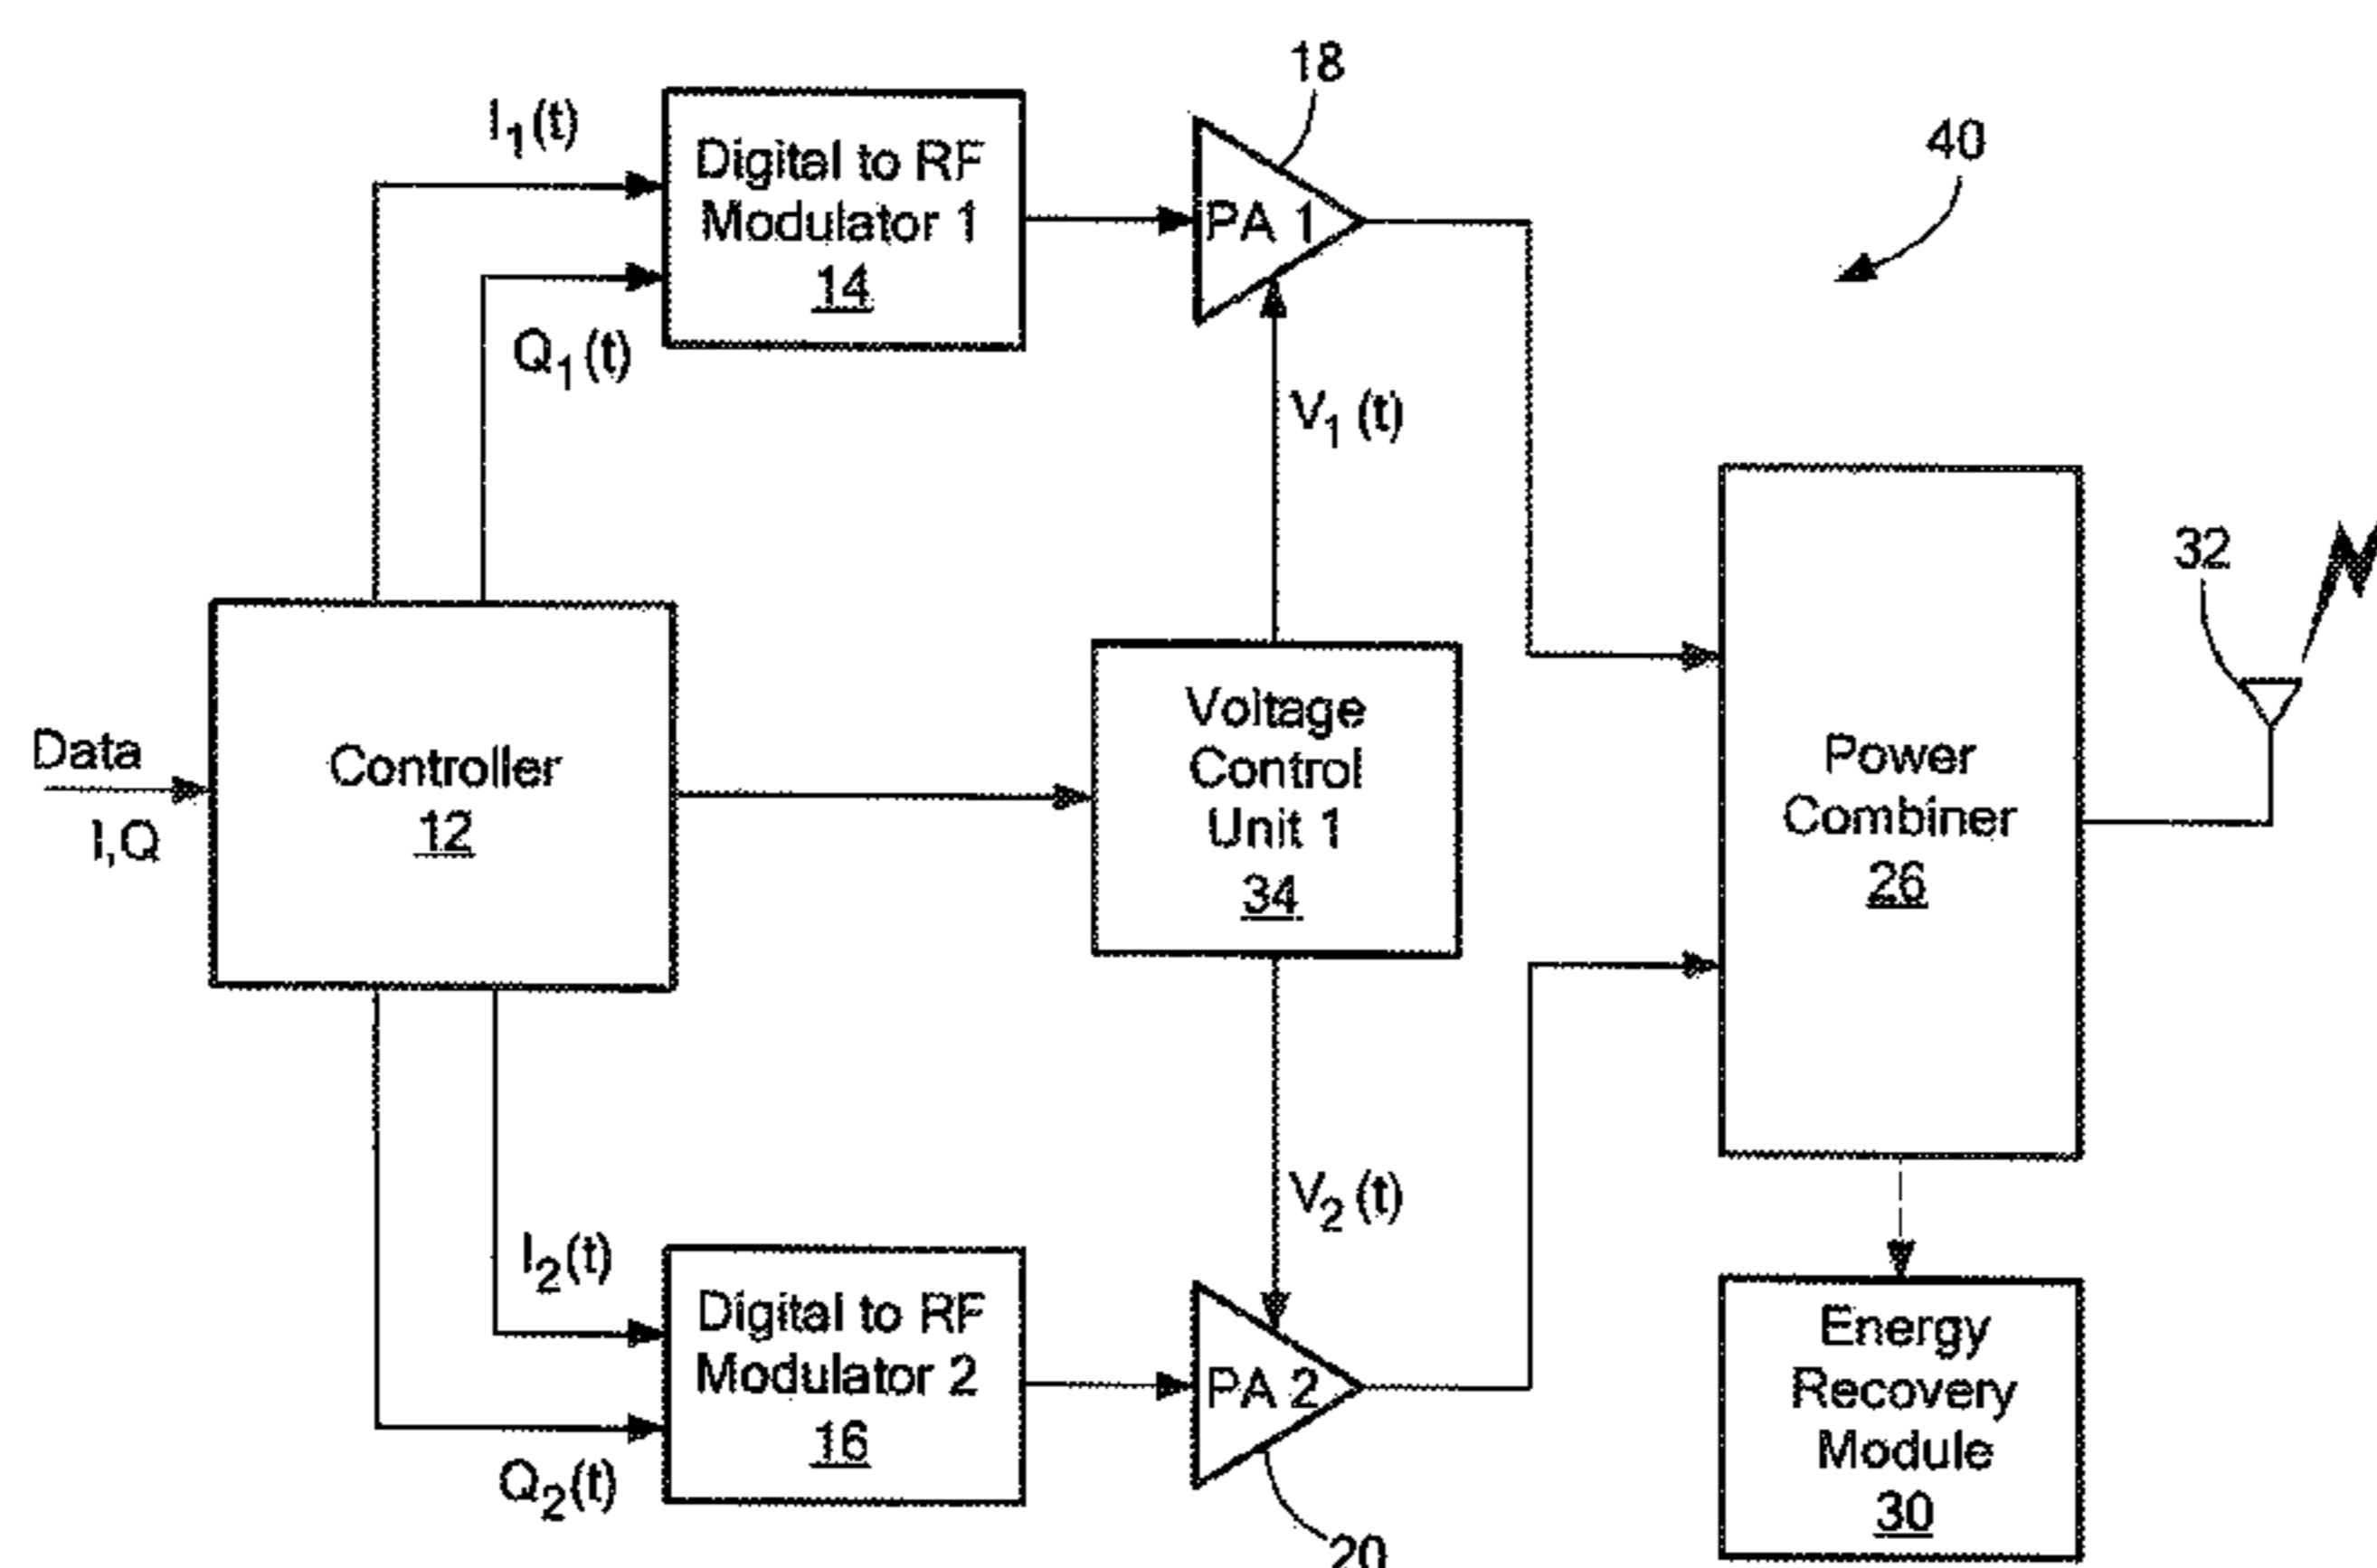 18
40
I1(t)
Digital to RF
Modulator 1
14
PA 1
Q1(t)
V1 (t)
32
Data
I,Q
Controller
12
Voltage
Control
Unit 1
34
Power
Combiner
26
V2 (t)
I2(t)
Digital to RF
Modulator 2
16
PA 2
Q2(t)
20
Energy
Recovery
Module
30